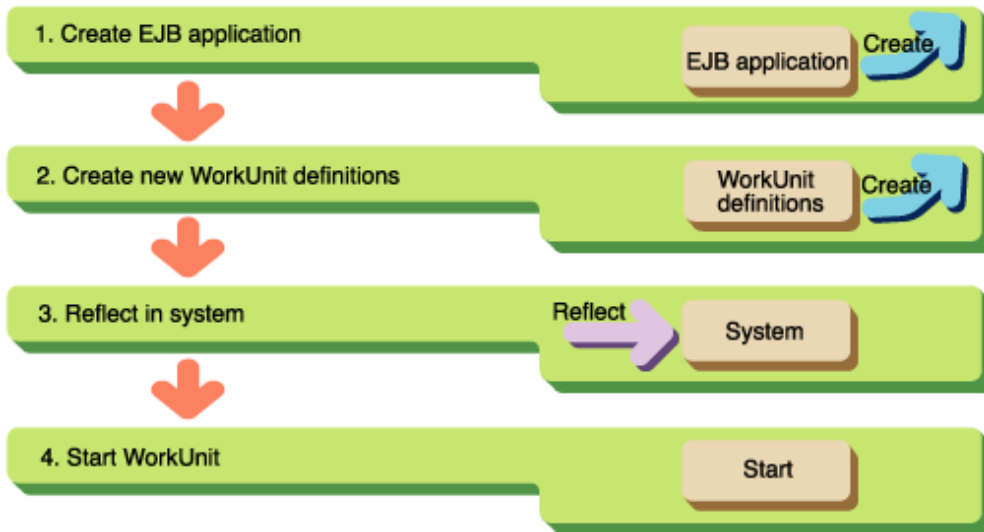 1. Create EJB application
EJB application
Create
2. Create new WorkUnit definitions
WorkUnit
definitions
Create
3. Reflect in system
Reflect
System
4. Start WorkUnit
Start